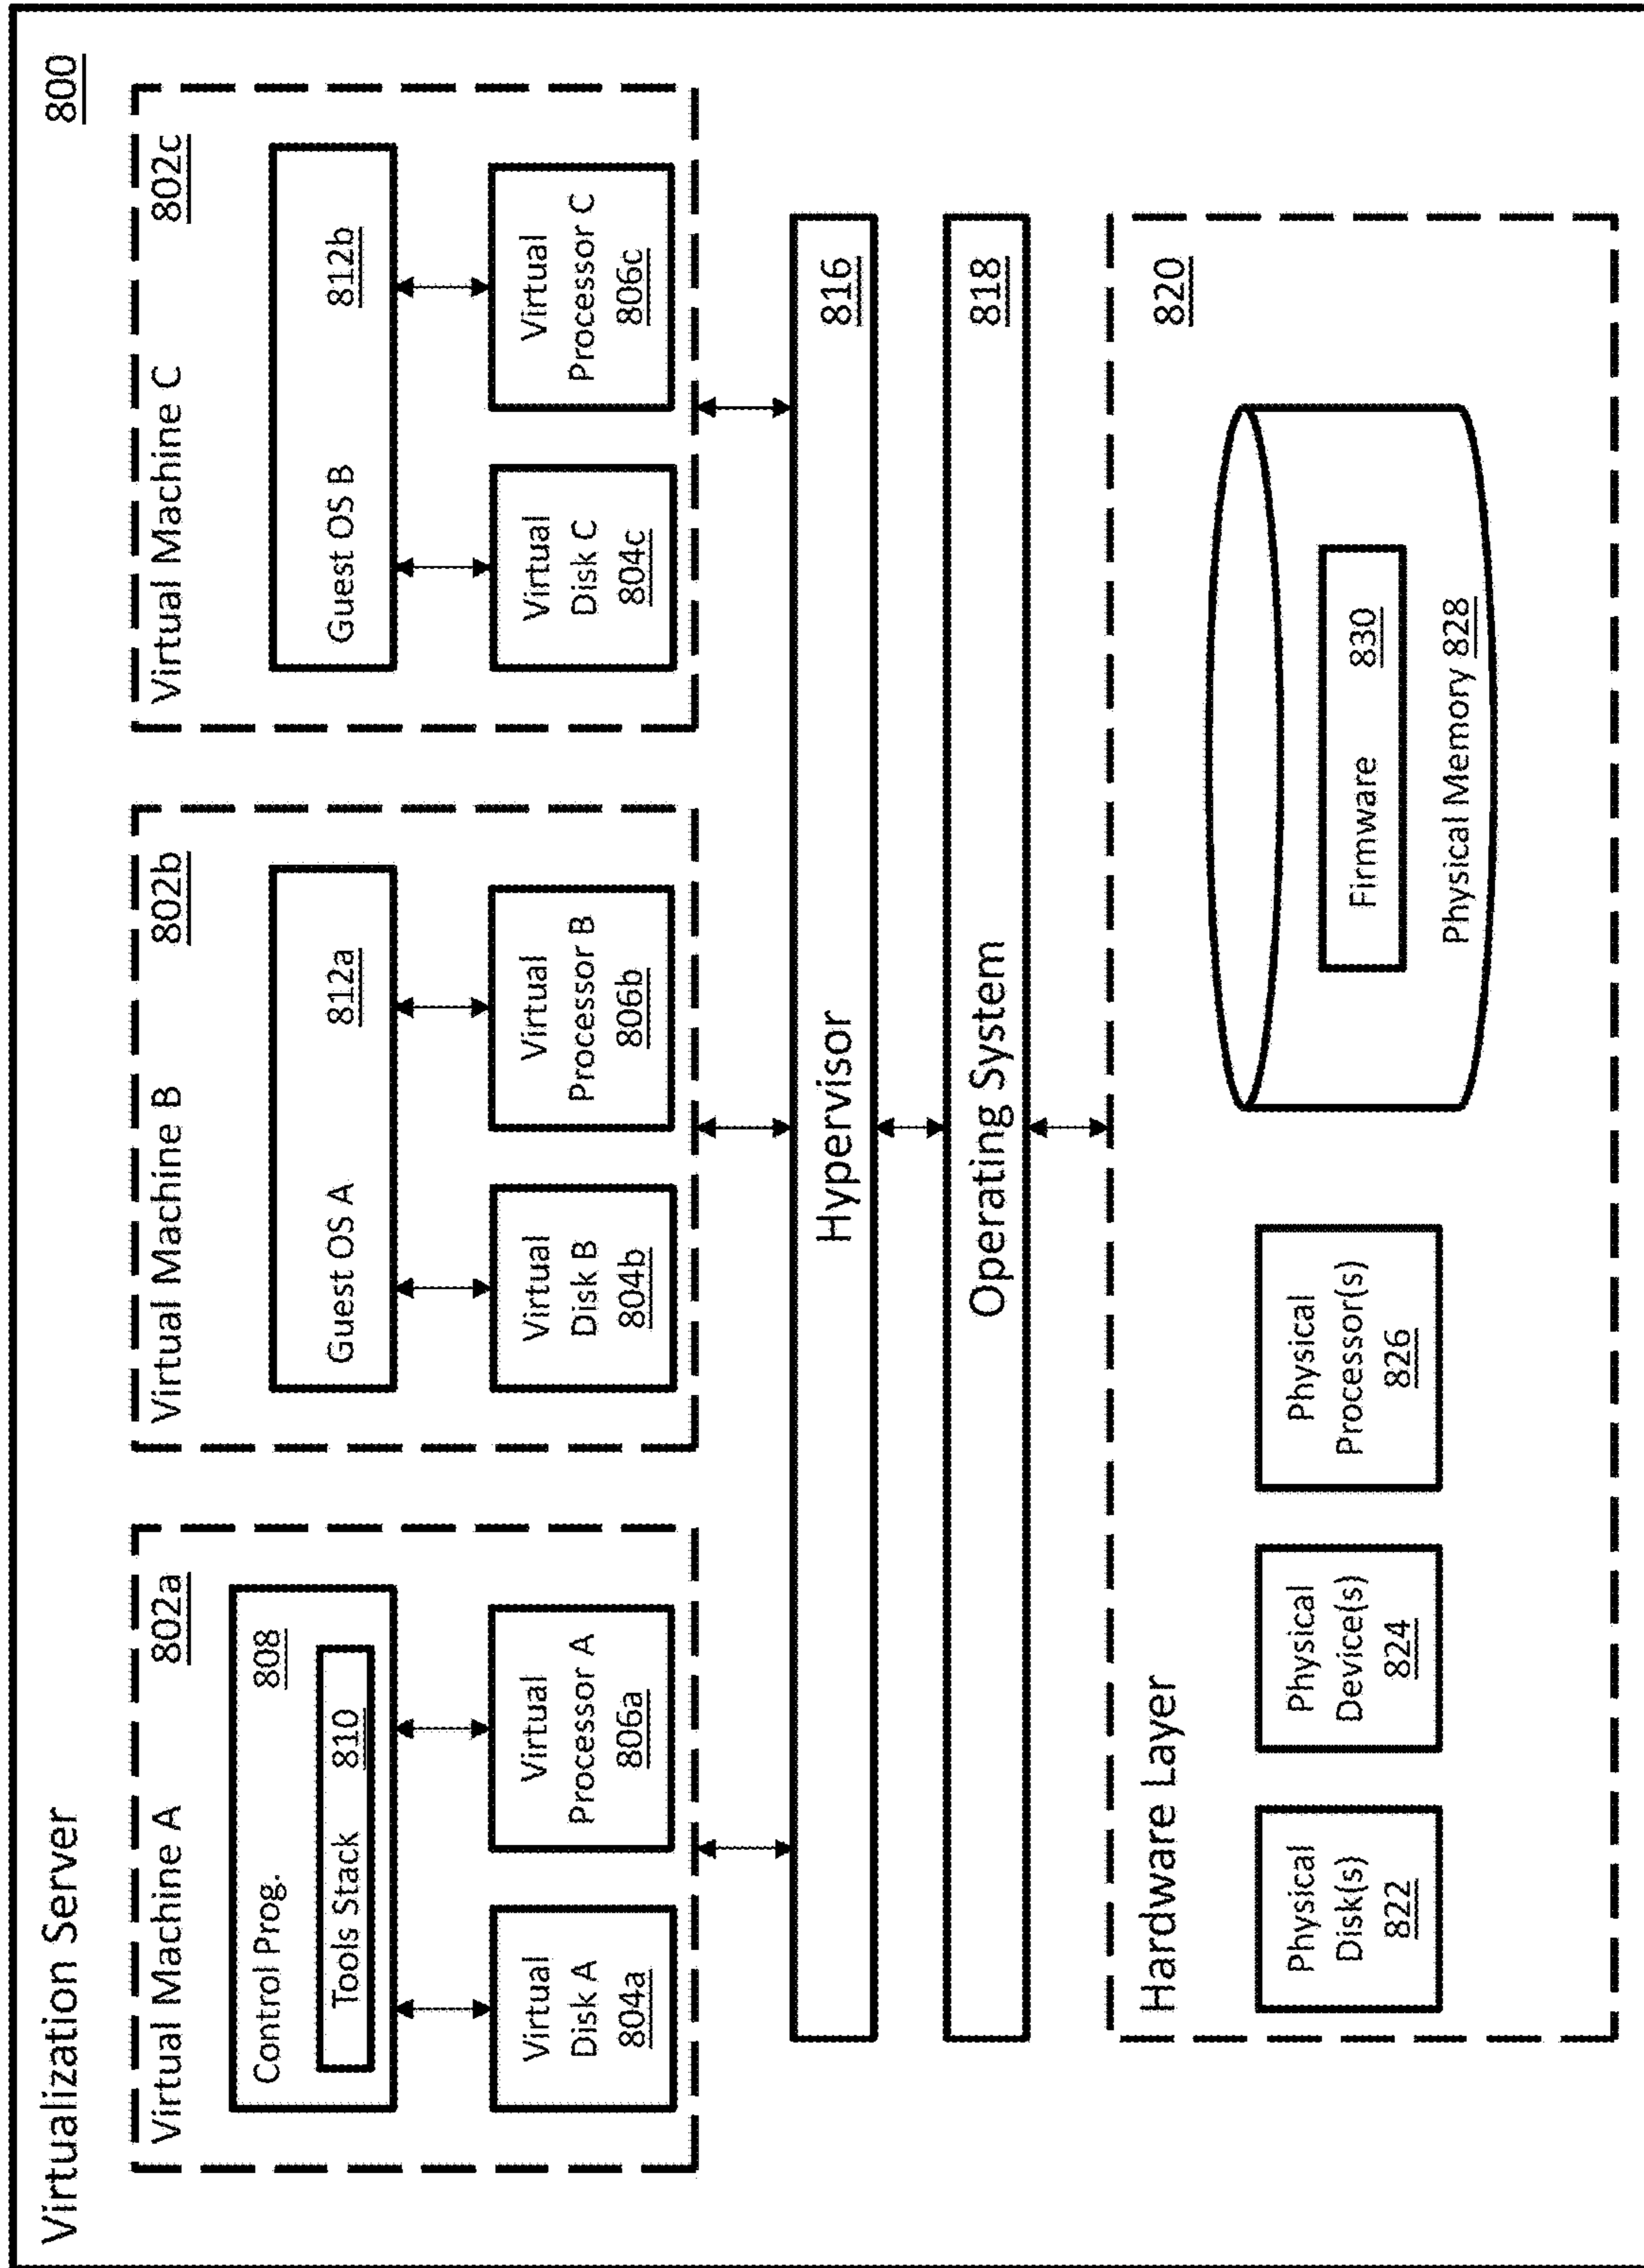 Virtualization Server 800
Virtual Machine A 802a
Control Prog. 808
Tools Stack 810
Virtual
Disk A
804a
Virtual
Processor A
806a
Virtual Machine B 802b
Guest OS A 812a
Virtual
Disk B
804b
Virtual
Processor B
806b
Virtual Machine C 802c
Guest OS B 812b
Virtual
Disk C
804c
Virtual
Processor C
806c
Hypervisor 816
Operating System 818
Hardware Layer 820
Physical
Disk(s)
822
Physical
Device(s)
824
Physical
Processor(s)
826
Firmware 830
Physical Memory 828